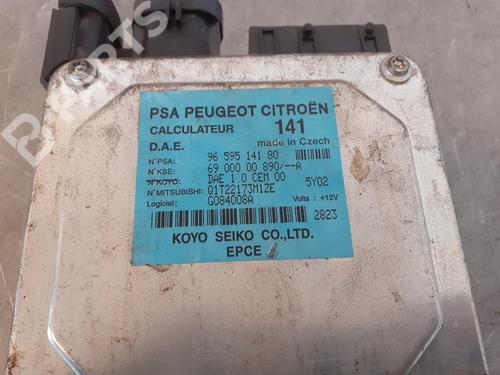 B-PARTS
PSA PEUGEOT CITROËN
CALCULATEUR 141
D.A.E. made in Czech
N°PSA: 96 595 141 80
N°KSE: 69 000 00 890/--A
N°KOYO: DAE 1.0 CEM 00 5Y02
N°MITSUBISHI: Q1T22173M1ZE
Logiciel: G084008A Volts : +12V
2823
KOYO SEIKO CO.,LTD.
EPCE